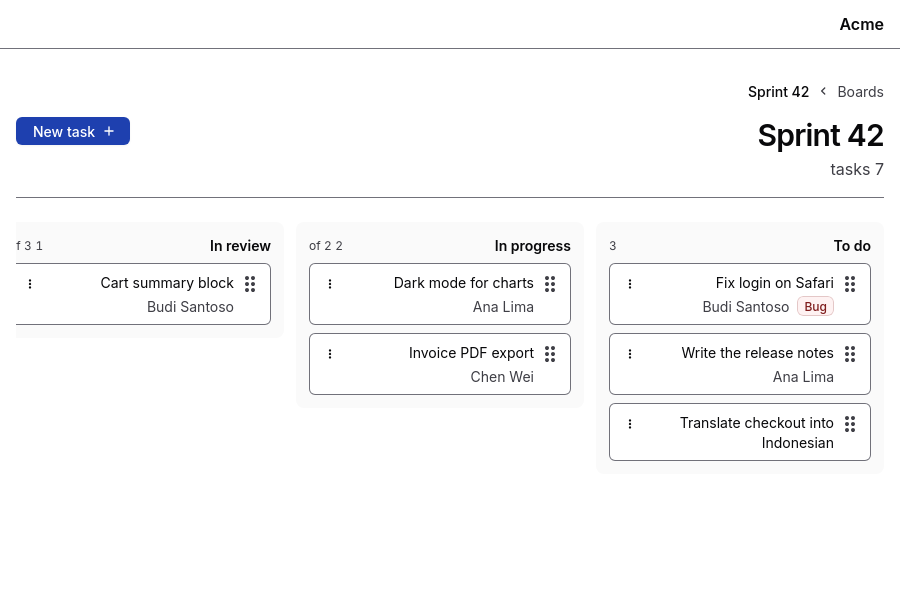 Acme
Boards
Sprint 42
Sprint 42
tasks 7
New task
To do
3
Fix login on Safari
Budi Santoso
Bug
Write the release notes
Ana Lima
Translate checkout into
Indonesian
In progress
of 2 2
Dark mode for charts
Ana Lima
Invoice PDF export
Chen Wei
In review
f 3 1
Cart summary block
Budi Santoso